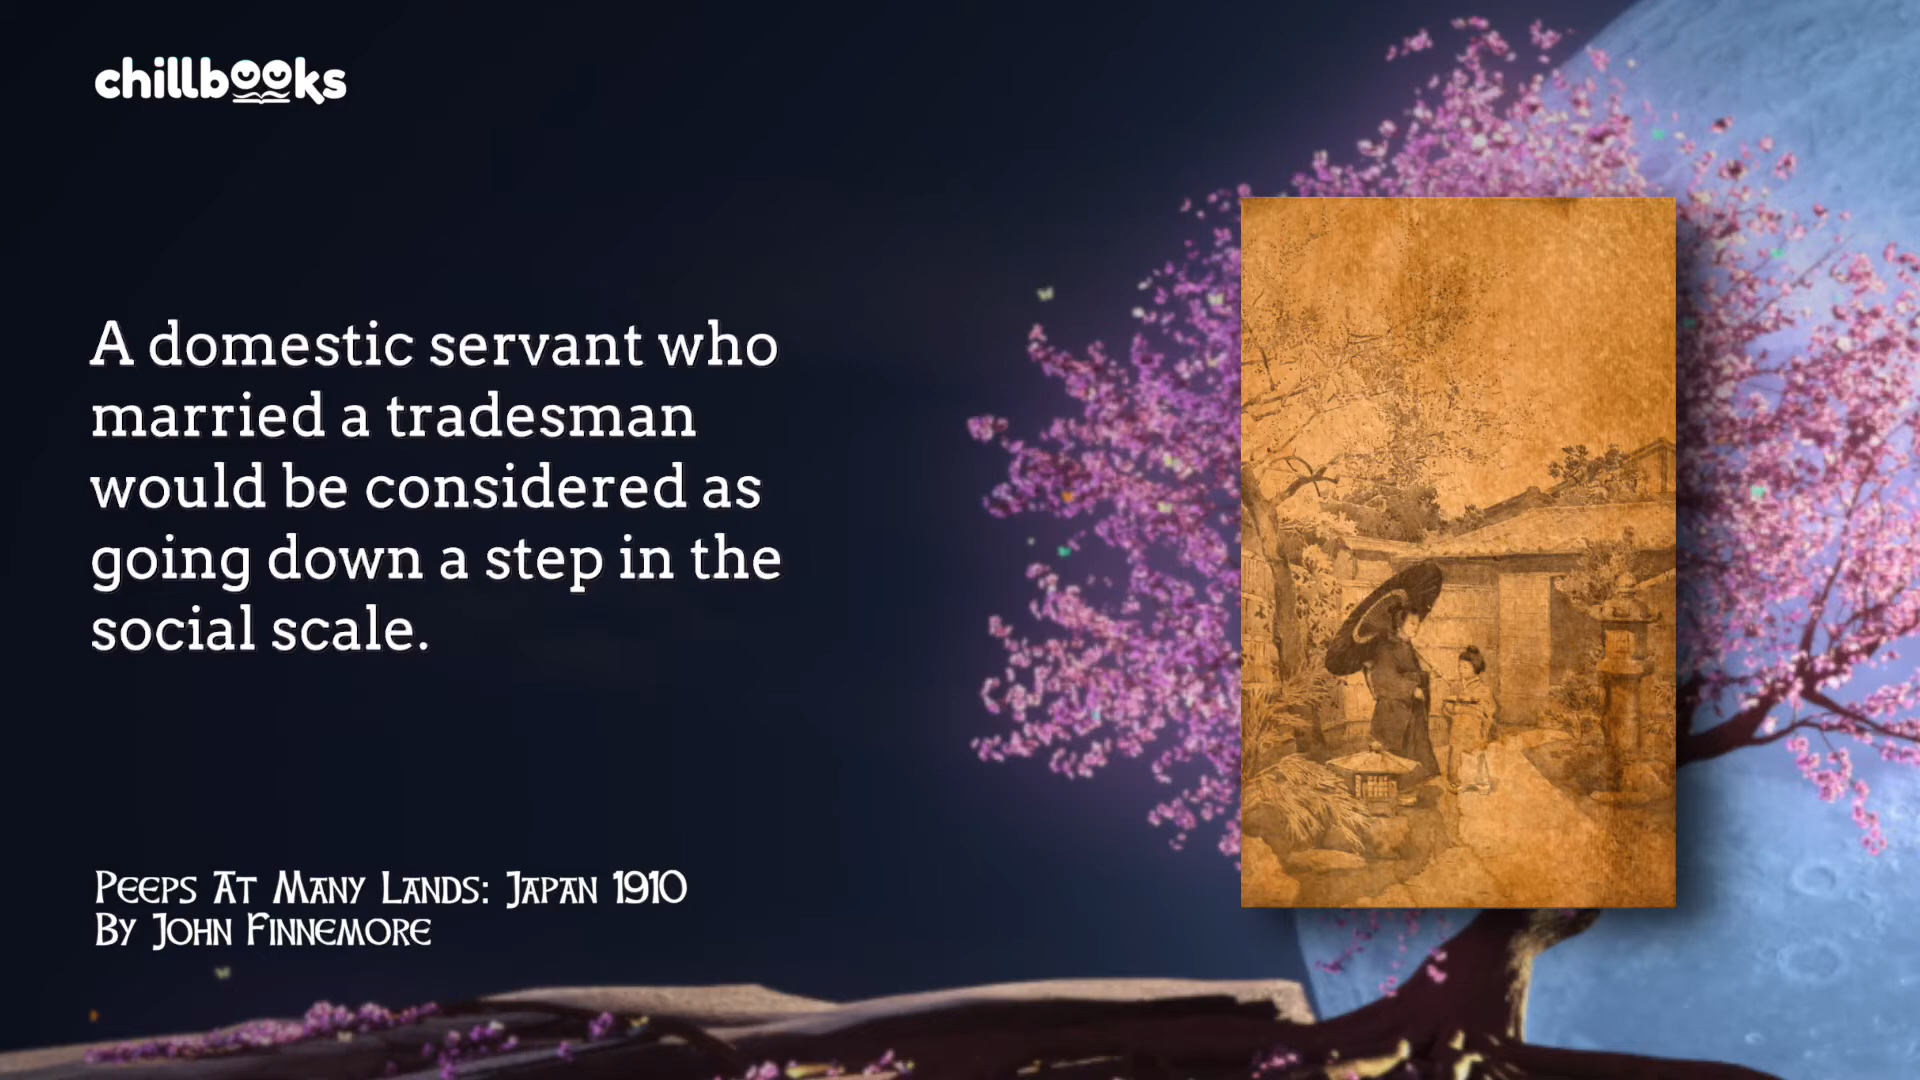 chillbooks
A domestic servant who
married a tradesman
would be considered as
going down a step in the
social scale.
Peeps At Many Lands: Japan 1910
By John Finnemore